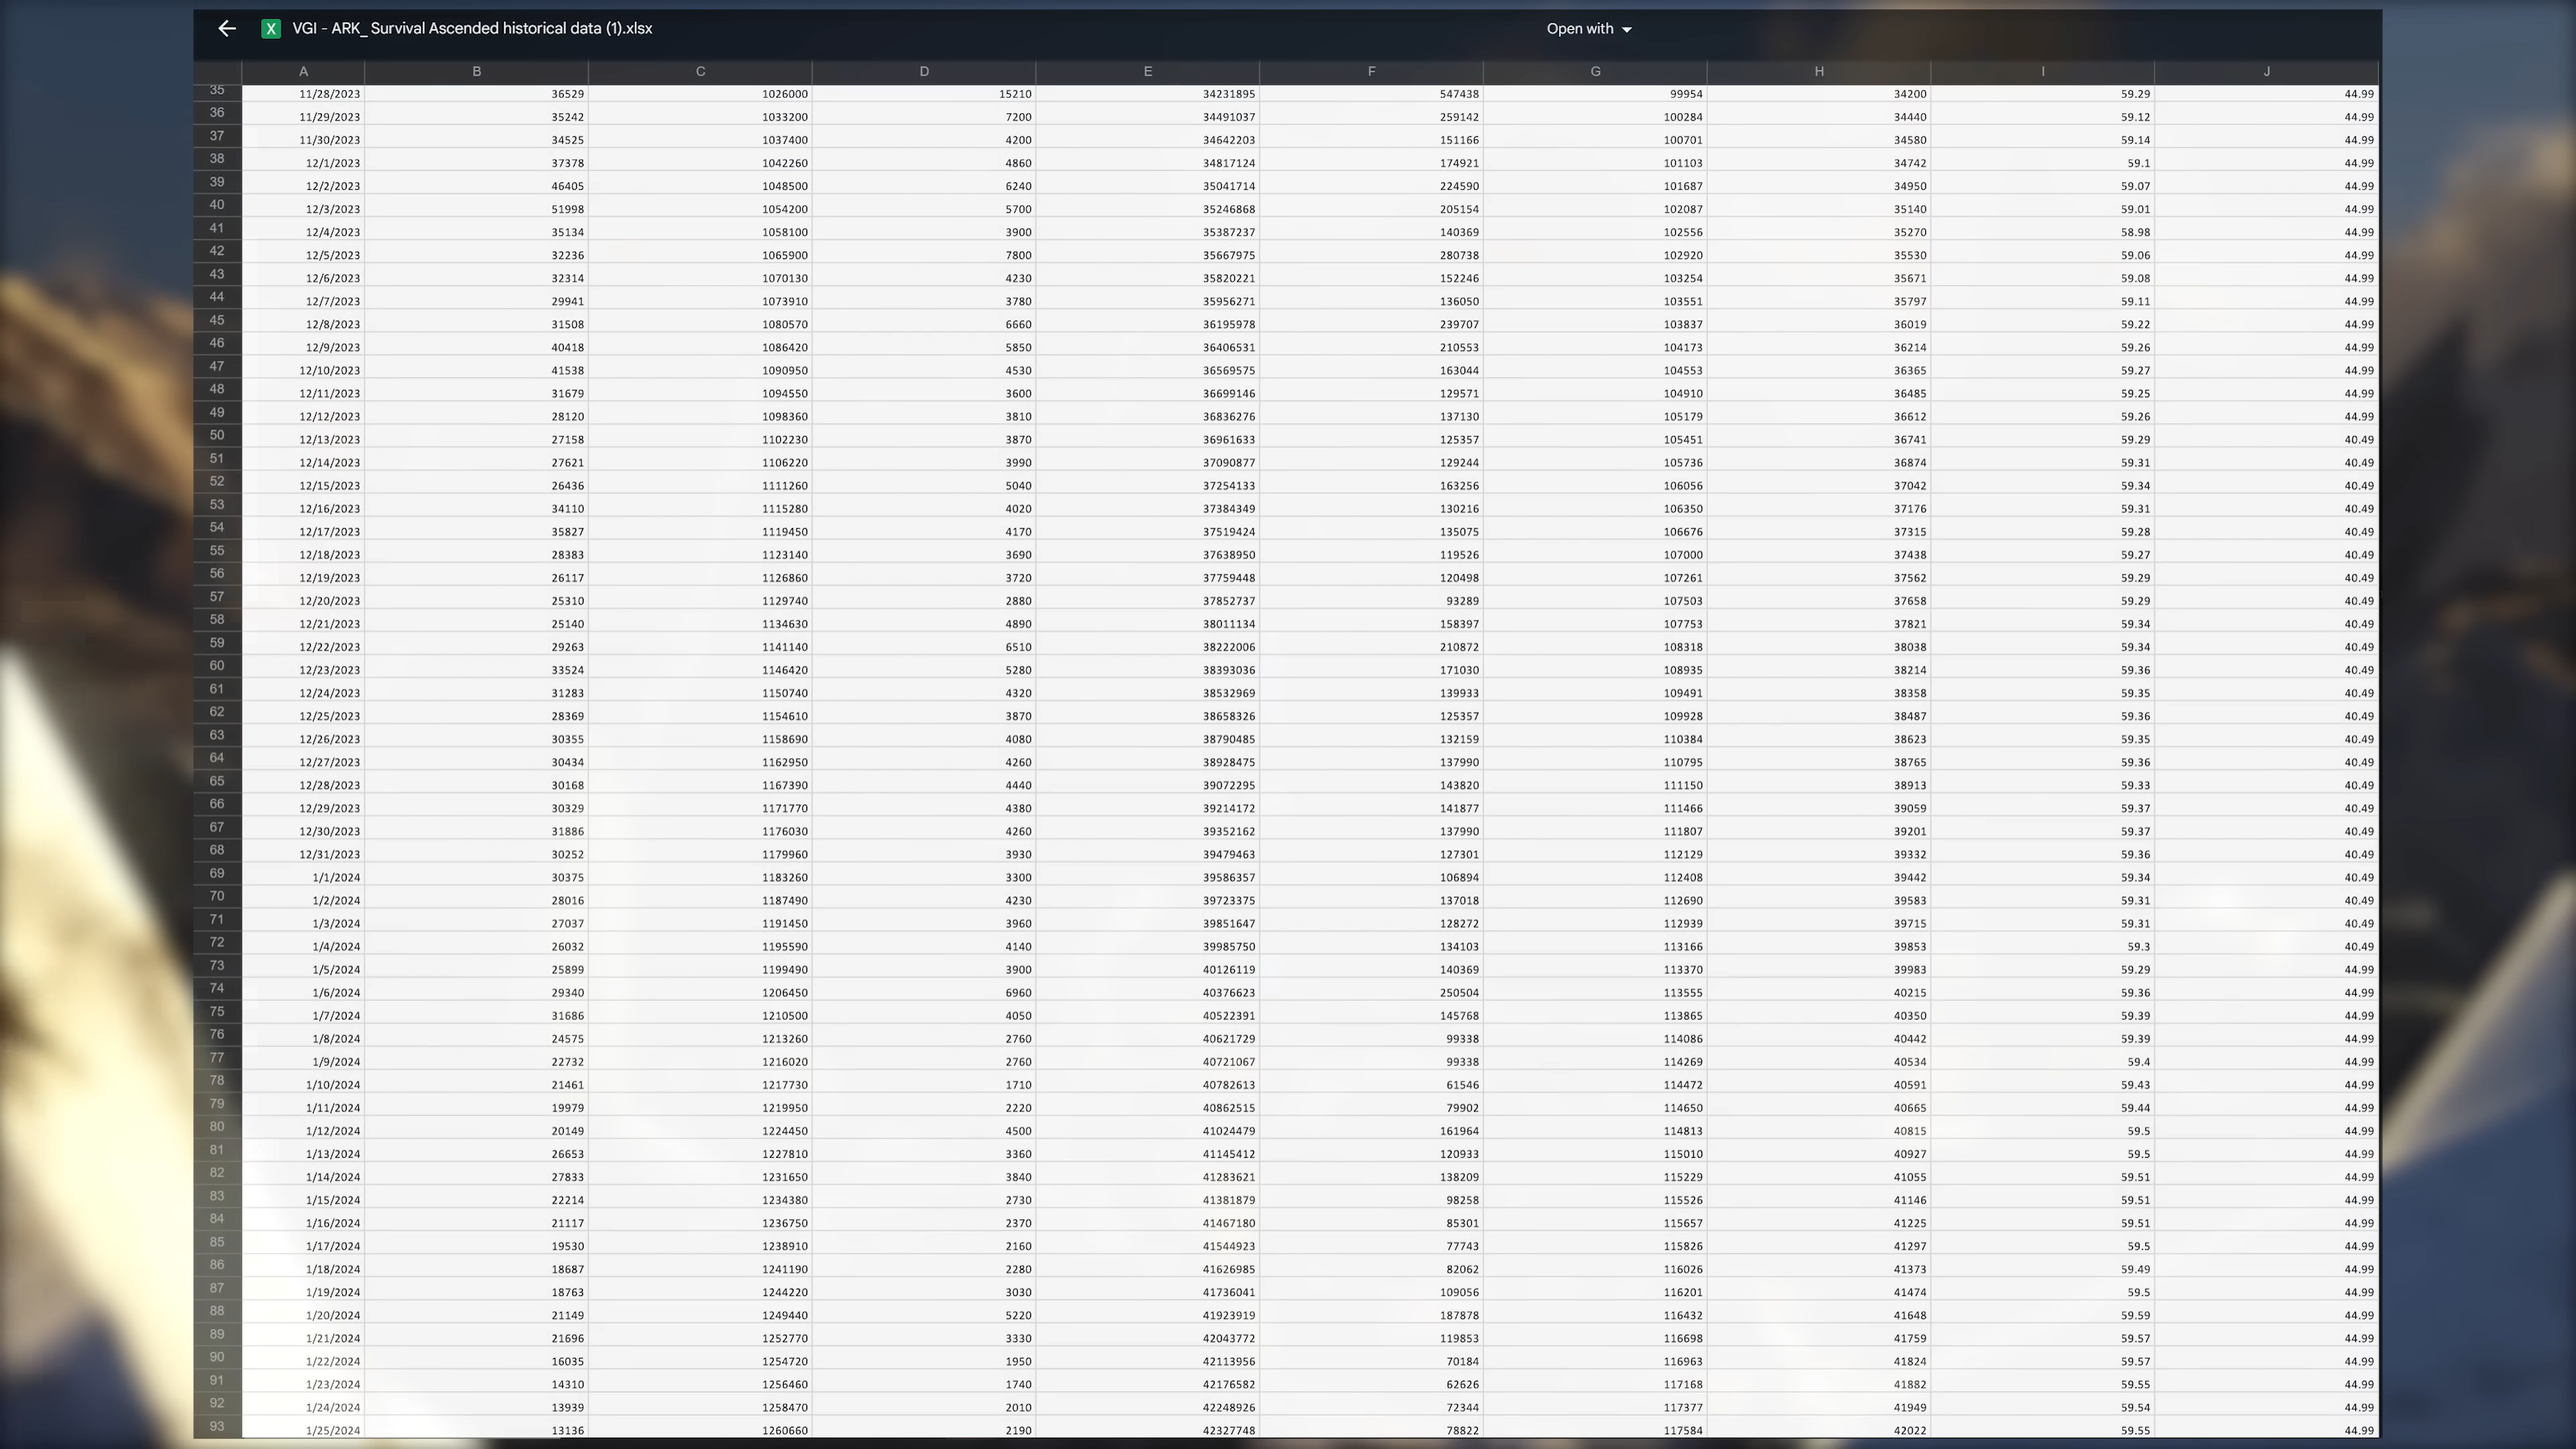 VGI - ARK_ Survival Ascended historical data (1).xlsx Open with
A B C D E F G H I J
35 11/28/2023 36529 1026000 15210 34231895 547438 99954 34200 59.29 44.99
36 11/29/2023 35242 1033200 7200 34491037 259142 100284 34440 59.12 44.99
37 11/30/2023 34525 1037400 4200 34642203 151166 100701 34580 59.14 44.99
38 12/1/2023 37378 1042260 4860 34817124 174921 101103 34742 59.1 44.99
39 12/2/2023 46405 1048500 6240 35041714 224590 101687 34950 59.07 44.99
40 12/3/2023 51998 1054200 5700 35246868 205154 102087 35140 59.01 44.99
41 12/4/2023 35134 1058100 3900 35387237 140369 102556 35270 58.98 44.99
42 12/5/2023 32236 1065900 7800 35667975 280738 102920 35530 59.06 44.99
43 12/6/2023 32314 1070130 4230 35820221 152246 103254 35671 59.08 44.99
44 12/7/2023 29941 1073910 3780 35956271 136050 103551 35797 59.11 44.99
45 12/8/2023 31508 1080570 6660 36195978 239707 103837 36019 59.22 44.99
46 12/9/2023 40418 1086420 5850 36406531 210553 104173 36214 59.26 44.99
47 12/10/2023 41538 1090950 4530 36569575 163044 104553 36365 59.27 44.99
48 12/11/2023 31679 1094550 3600 36699146 129571 104910 36485 59.25 44.99
49 12/12/2023 28120 1098360 3810 36836276 137130 105179 36612 59.26 44.99
50 12/13/2023 27158 1102230 3870 36961633 125357 105451 36741 59.29 40.49
51 12/14/2023 27621 1106220 3990 37090877 129244 105736 36874 59.31 40.49
52 12/15/2023 26436 1111260 5040 37254133 163256 106056 37042 59.34 40.49
53 12/16/2023 34110 1115280 4020 37384349 130216 106350 37176 59.31 40.49
54 12/17/2023 35827 1119450 4170 37519424 135075 106676 37315 59.28 40.49
55 12/18/2023 28383 1123140 3690 37638950 119526 107000 37438 59.27 40.49
56 12/19/2023 26117 1126860 3720 37759448 120498 107261 37562 59.29 40.49
57 12/20/2023 25310 1129740 2880 37852737 93289 107503 37658 59.29 40.49
58 12/21/2023 25140 1134630 4890 38011134 158397 107753 37821 59.34 40.49
59 12/22/2023 29263 1141140 6510 38222006 210872 108318 38038 59.34 40.49
60 12/23/2023 33524 1146420 5280 38393036 171030 108935 38214 59.36 40.49
61 12/24/2023 31283 1150740 4320 38532969 139933 109491 38358 59.35 40.49
62 12/25/2023 28369 1154610 3870 38658326 125357 109928 38487 59.36 40.49
63 12/26/2023 30355 1158690 4080 38790485 132159 110384 38623 59.35 40.49
64 12/27/2023 30434 1162950 4260 38928475 137990 110795 38765 59.36 40.49
65 12/28/2023 30168 1167390 4440 39072295 143820 111150 38913 59.33 40.49
66 12/29/2023 30329 1171770 4380 39214172 141877 111466 39059 59.37 40.49
67 12/30/2023 31886 1176030 4260 39352162 137990 111807 39201 59.37 40.49
68 12/31/2023 30252 1179960 3930 39479463 127301 112129 39332 59.36 40.49
69 1/1/2024 30375 1183260 3300 39586357 106894 112408 39442 59.34 40.49
70 1/2/2024 28016 1187490 4230 39723375 137018 112690 39583 59.31 40.49
71 1/3/2024 27037 1191450 3960 39851647 128272 112939 39715 59.31 40.49
72 1/4/2024 26032 1195590 4140 39985750 134103 113166 39853 59.3 40.49
73 1/5/2024 25899 1199490 3900 40126119 140369 113370 39983 59.29 44.99
74 1/6/2024 29340 1206450 6960 40376623 250504 113555 40215 59.36 44.99
75 1/7/2024 31686 1210500 4050 40522391 145768 113865 40350 59.39 44.99
76 1/8/2024 24575 1213260 2760 40621729 99338 114086 40442 59.39 44.99
77 1/9/2024 22732 1216020 2760 40721067 99338 114269 40534 59.4 44.99
78 1/10/2024 21461 1217730 1710 40782613 61546 114472 40591 59.43 44.99
79 1/11/2024 19979 1219950 2220 40862515 79902 114650 40665 59.44 44.99
80 1/12/2024 20149 1224450 4500 41024479 161964 114813 40815 59.5 44.99
81 1/13/2024 26653 1227810 3360 41145412 120933 115010 40927 59.5 44.99
82 1/14/2024 27833 1231650 3840 41283621 138209 115229 41055 59.51 44.99
83 1/15/2024 22214 1234380 2730 41381879 98258 115526 41146 59.51 44.99
84 1/16/2024 21117 1236750 2370 41467180 85301 115657 41225 59.51 44.99
85 1/17/2024 19530 1238910 2160 41544923 77743 115826 41297 59.5 44.99
86 1/18/2024 18687 1241190 2280 41626985 82062 116026 41373 59.49 44.99
87 1/19/2024 18763 1244220 3030 41736041 109056 116201 41474 59.5 44.99
88 1/20/2024 21149 1249440 5220 41923919 187878 116432 41648 59.59 44.99
89 1/21/2024 21696 1252770 3330 42043772 119853 116698 41759 59.57 44.99
90 1/22/2024 16035 1254720 1950 42113956 70184 116963 41824 59.57 44.99
91 1/23/2024 14310 1256460 1740 42176582 62626 117168 41882 59.55 44.99
92 1/24/2024 13939 1258470 2010 42248926 72344 117377 41949 59.54 44.99
93 1/25/2024 13136 1260660 2190 42327748 78822 117584 42022 59.55 44.99